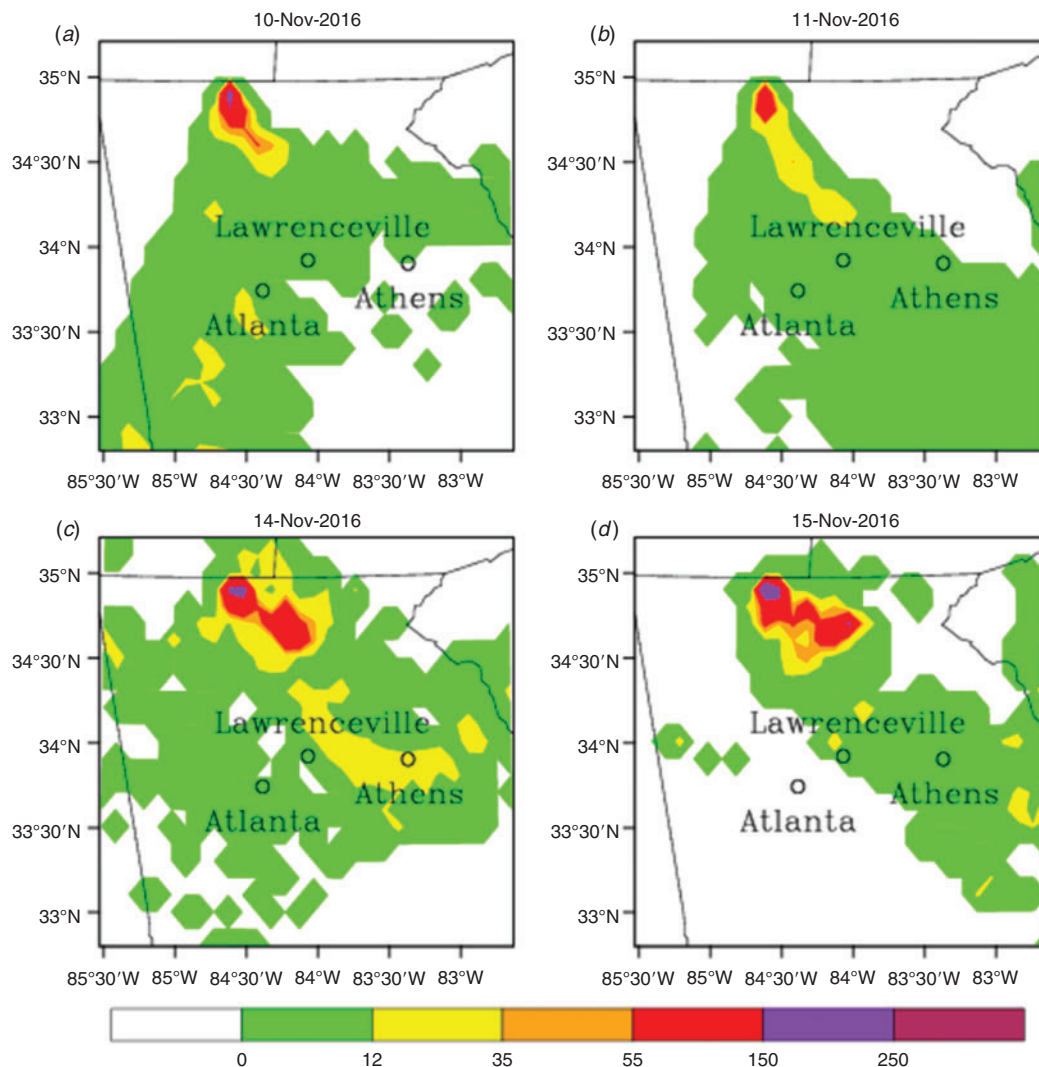 10-Nov-2016
11-Nov-2016
(a)
(b)
35°N
34°30′N
34°N
33°30′N
33°N
Lawrenceville
Athens
Atlanta
85°30′W 85°W 84°30′W 84°W 83°30′W 83°W
35°N
34°30′N
34°N
33°30′N
33°N
Lawrenceville
Athens
Atlanta
85°30′W 85°W 84°30′W 84°W 83°30′W 83°W
14-Nov-2016
15-Nov-2016
(c)
(d)
35°N
34°30′N
34°N
33°30′N
33°N
Lawrenceville
Athens
Atlanta
85°30′W 85°W 84°30′W 84°W 83°30′W 83°W
35°N
34°30′N
34°N
33°30′N
33°N
Lawrenceville
Athens
Atlanta
85°30′W 85°W 84°30′W 84°W 83°30′W 83°W
0 12 35 55 150 250